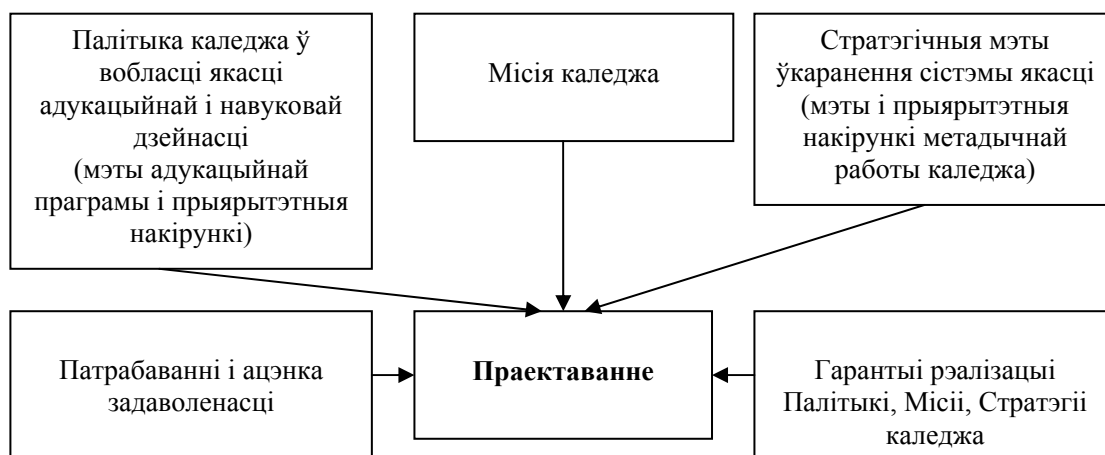 Палітыка каледжа ў
вобласці якасці
адукацыйнай і навуковай
дзейнасці
(мэты адукацыйнай
праграмы і прыярытэтныя
накірункі)
Місія каледжа
Стратэгічныя мэты
ўкаранення сістэмы якасці
(мэты і прыярытэтныя
накірункі метадычнай
работы каледжа)
Патрабаванні і ацэнка
задаволенасці
Праектаванне
Гарантыі рэалізацыі
Палітыкі, Місіі, Стратэгіі
каледжа